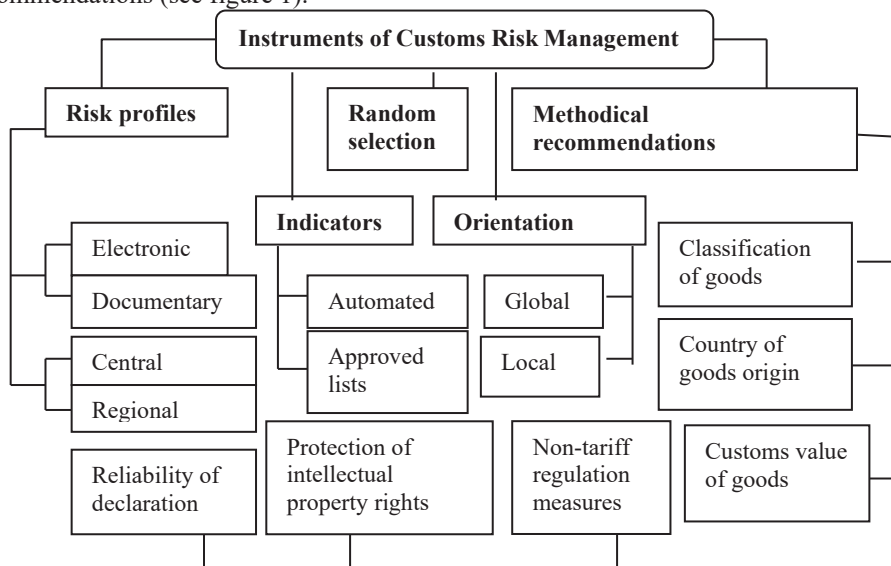 ommendations (see figure 1).
Instruments of Customs Risk Management
Risk profiles
Random
selection
Methodical
recommendations
Indicators
Orientation
Electronic
Documentary
Central
Regional
Automated
Approved
lists
Global
Local
Classification
of goods
Country of
goods origin
Customs value
of goods
Reliability of
declaration
Protection of
intellectual
property rights
Non-tariff
regulation
measures